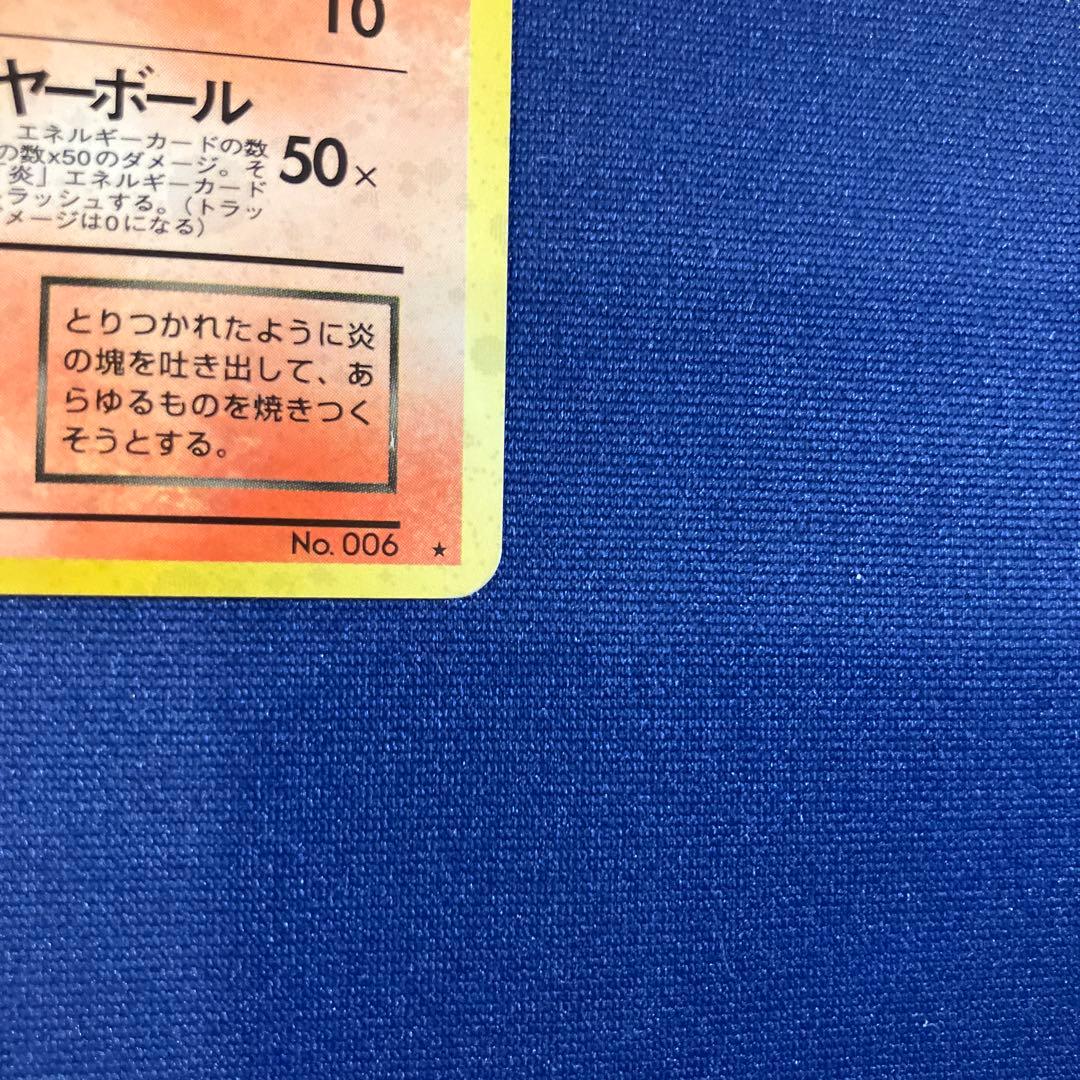 10
ヤーボール
エネルギーカードの数
の数x50のダメージ。そ
「炎」エネルギーカード
ラッシュする。(トラッ
メージは0になる)
50×
とりつかれたように炎
の塊を吐き出して、あ
らゆるものを焼きつく
そうとする。
No. 006 ★